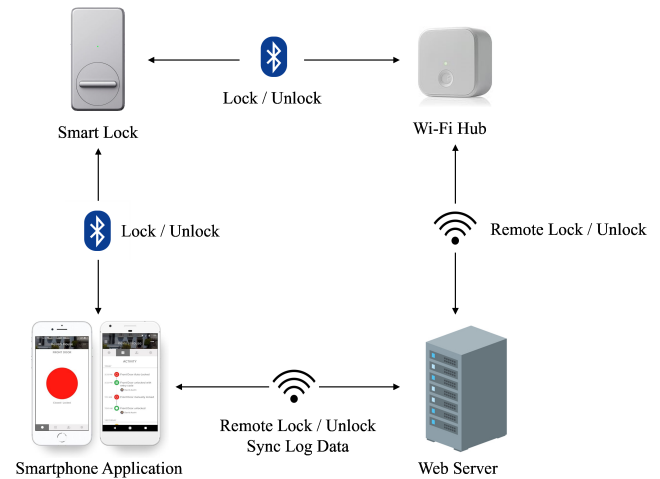 Lock / Unlock
Smart Lock
Wi-Fi Hub
Lock / Unlock
Remote Lock / Unlock
ACTIVITY
Remote Lock / Unlock
Sync Log Data
Smartphone Application
Web Server